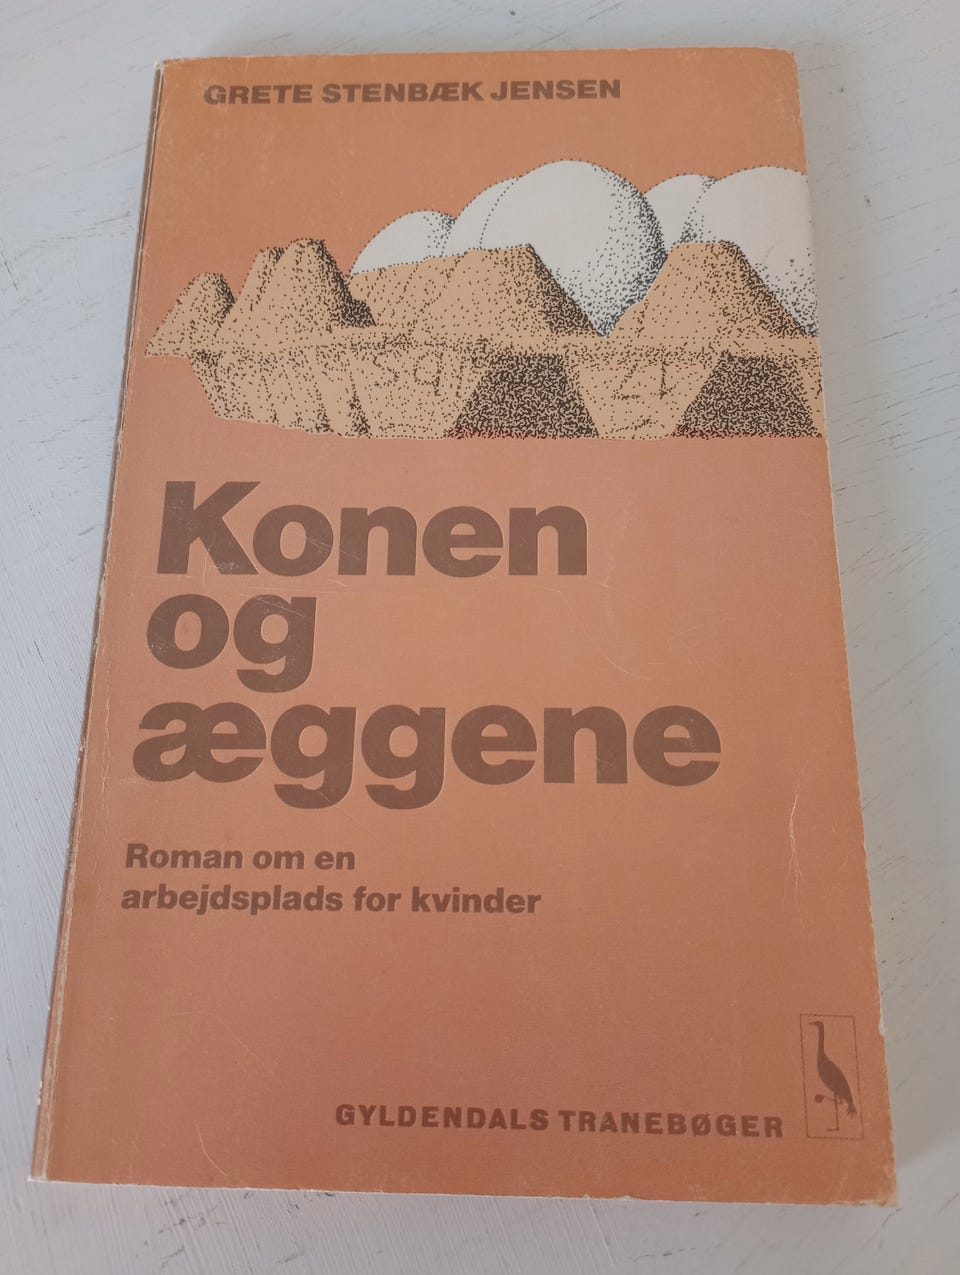 GRETE STENBÆK JENSEN
Konen
og
æggene
Roman om en
arbejdsplads for kvinder
GYLDENDALS TRANEBØGER